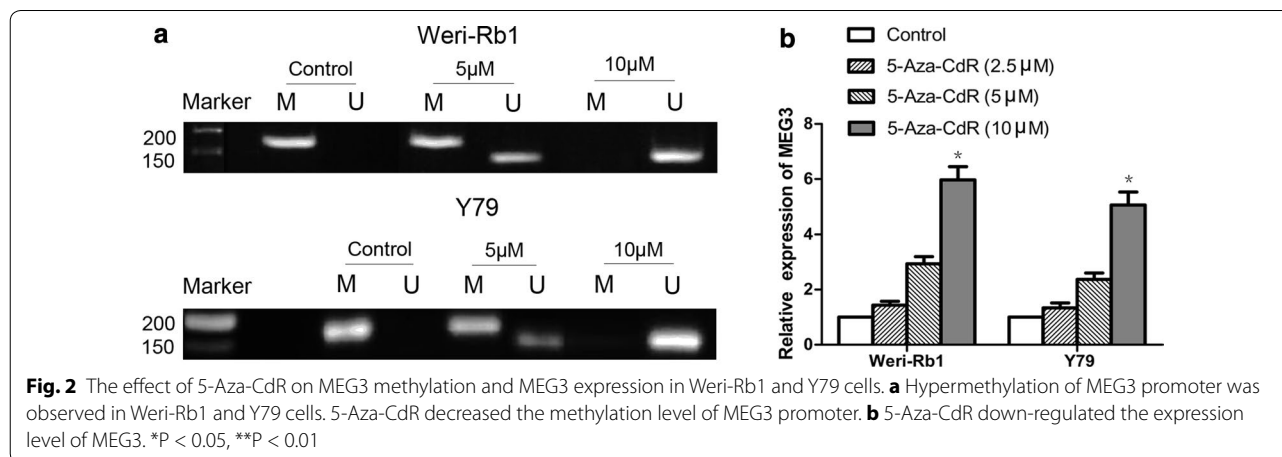 a
Weri-Rb1
Control 5µM 10µM
Marker M U M U M U
200
150
Y79
Control 5µM 10µM
Marker M U M U M U
200
150
b
Control
5-Aza-CdR (2.5 µM)
5-Aza-CdR (5 µM)
5-Aza-CdR (10 µM)
Relative expression of MEG3
8
6
4
2
0
*
*
Weri-Rb1 Y79
Fig. 2 The effect of 5-Aza-CdR on MEG3 methylation and MEG3 expression in Weri-Rb1 and Y79 cells. a Hypermethylation of MEG3 promoter was
observed in Weri-Rb1 and Y79 cells. 5-Aza-CdR decreased the methylation level of MEG3 promoter. b 5-Aza-CdR down-regulated the expression
level of MEG3. *P < 0.05, **P < 0.01